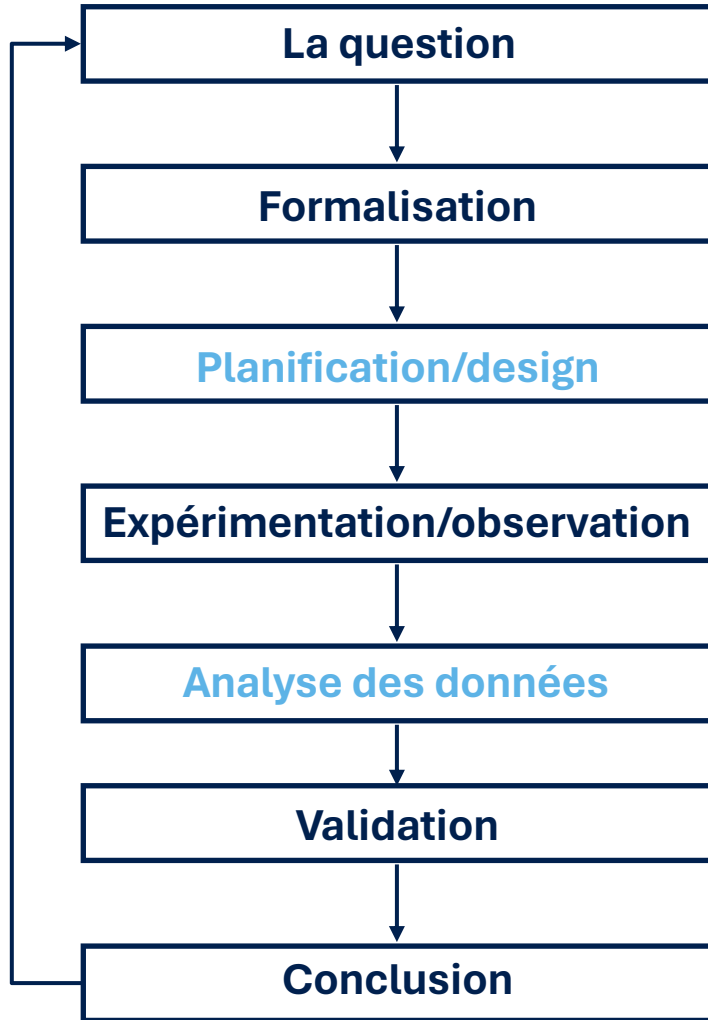 La question
Formalisation
Planification/design
Expérimentation/observation
Analyse des données
Validation
Conclusion